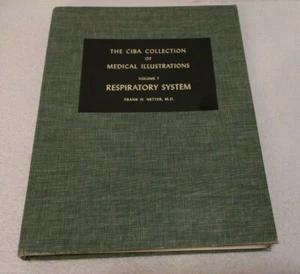 THE CIBA COLLECTION
OF
MEDICAL ILLUSTRATIONS
VOLUME 7
RESPIRATORY SYSTEM
FRANK H. NETTER, M.D.